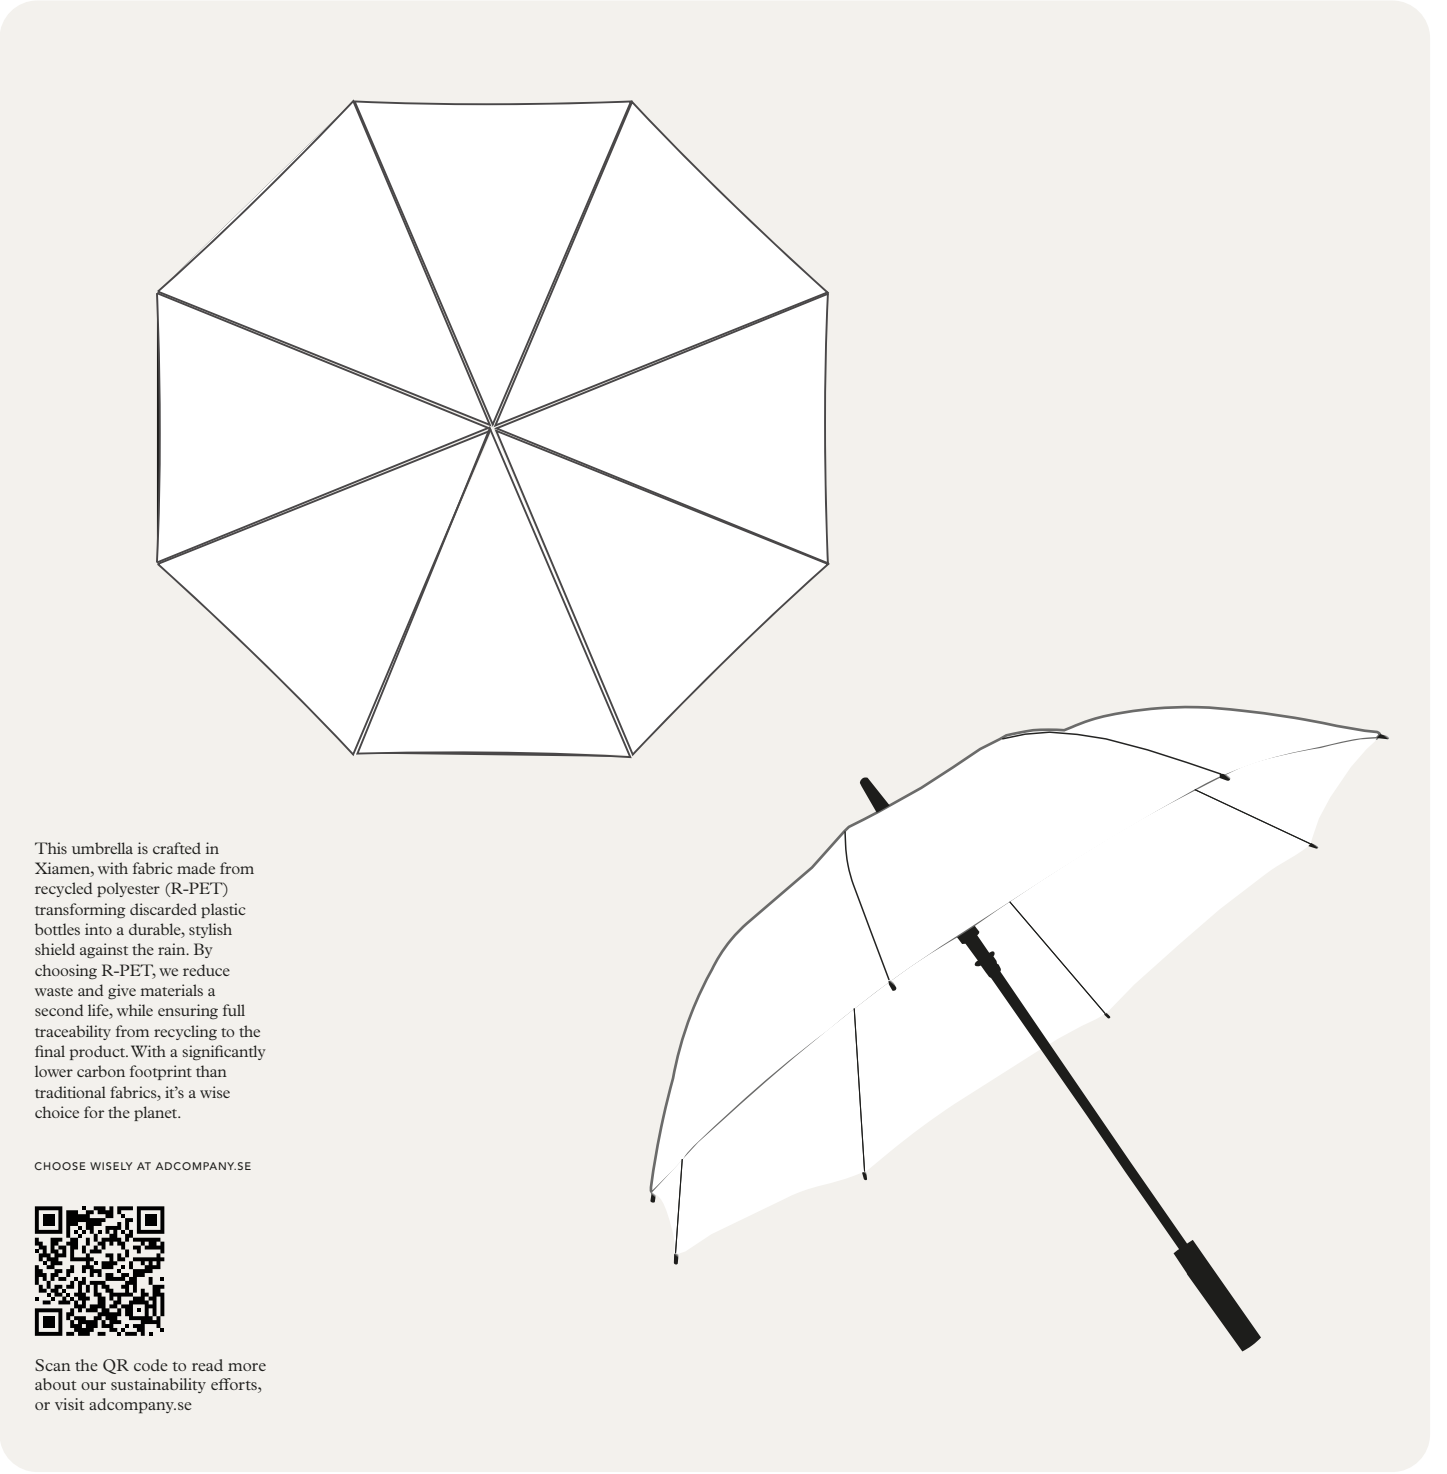 This umbrella is crafted in
Xiamen, with fabric made from
recycled polyester (R-PET)
transforming discarded plastic
bottles into a durable, stylish
shield against the rain. By
choosing R-PET, we reduce
waste and give materials a
second life, while ensuring full
traceability from recycling to the
final product. With a significantly
lower carbon footprint than
traditional fabrics, it’s a wise
choice for the planet.
CHOOSE WISELY AT ADCOMPANY.SE
Scan the QR code to read more
about our sustainability efforts,
or visit adcompany.se